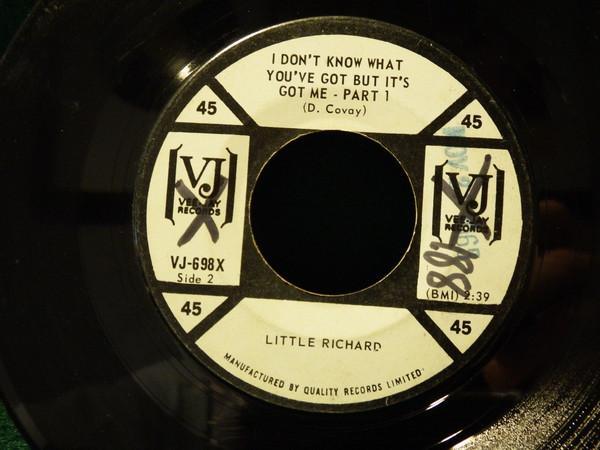 I DON'T KNOW WHAT
YOU'VE GOT BUT IT'S
GOT ME - PART 1
(D. Covay)
45
45
VJ
VEE-JAY
RECORDS
VJ-698X
Side 2
VJ
VEE-JAY
RECORDS
NOV
(BMI) 2:39
45
45
LITTLE RICHARD
MANUFACTURED BY QUALITY RECORDS LIMITED.